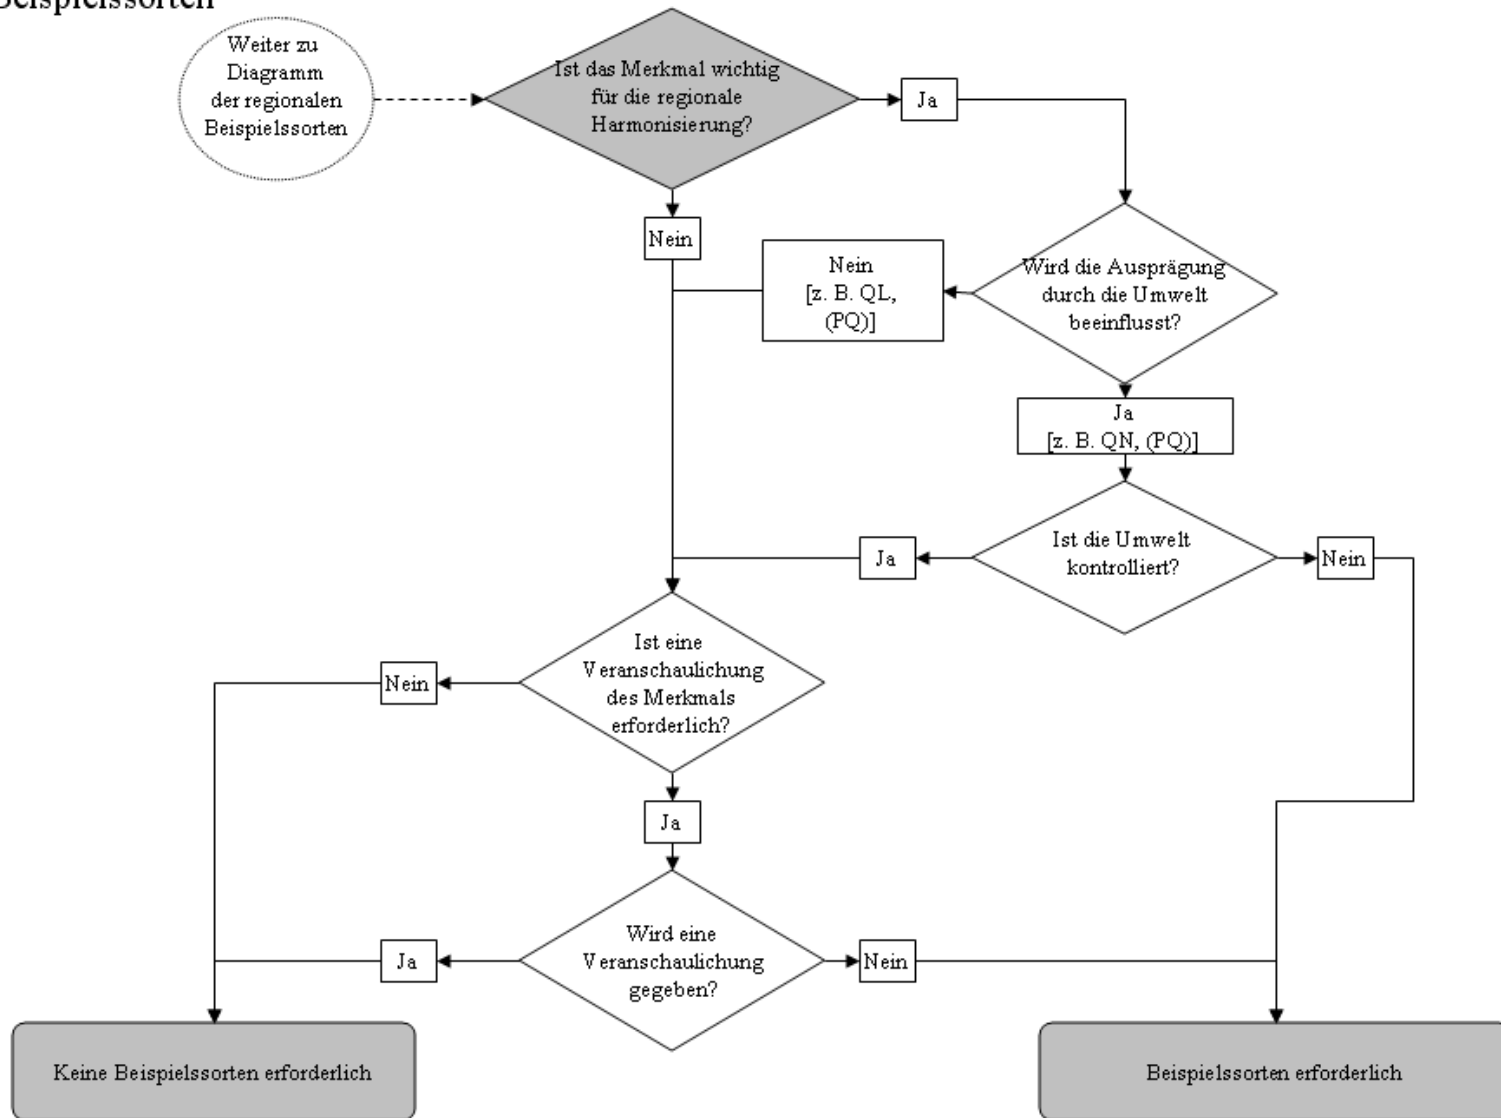 Beispielssorten
Weiter zu
Diagramm
der regionalen
Beispielssorten
Ist das Merkmal wichtig
für die regionale
Harmonisierung?
Ja
Nein
Nein
[z. B. QL,
(PQ)]
Wird die Ausprägung
durch die Umwelt
beeinflusst?
Ja
[z. B. QN, (PQ)]
Ist die Umwelt
kontrolliert?
Ja
Nein
Ist eine
Veranschaulichung
des Merkmals
erforderlich?
Nein
Ja
Wird eine
Veranschaulichung
gegeben?
Ja
Nein
Keine Beispielssorten erforderlich
Beispielssorten erforderlich